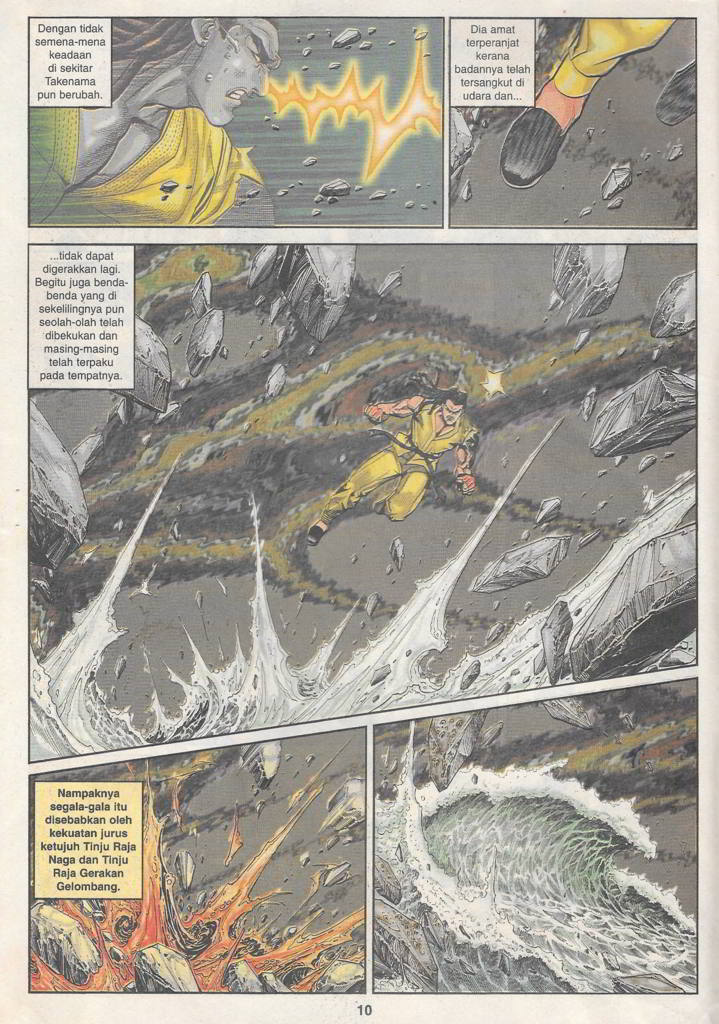 Dengan tidak
semena-mena
keadaan
di sekitar
Takenama
pun berubah.
Dia amat
terperanjat
kerana
badannya telah
tersangkut di
udara dan...
...tidak dapat
digerakkan lagi.
Begitu juga benda-
benda yang di
sekelilingnya pun
seolah-olah telah
dibekukan dan
masing-masing
telah terpaku
pada tempatnya.
Nampaknya
segala-gala itu
disebabkan oleh
kekuatan jurus
ketujuh Tinju Raja
Naga dan Tinju
Raja Gerakan
Gelombang.
10